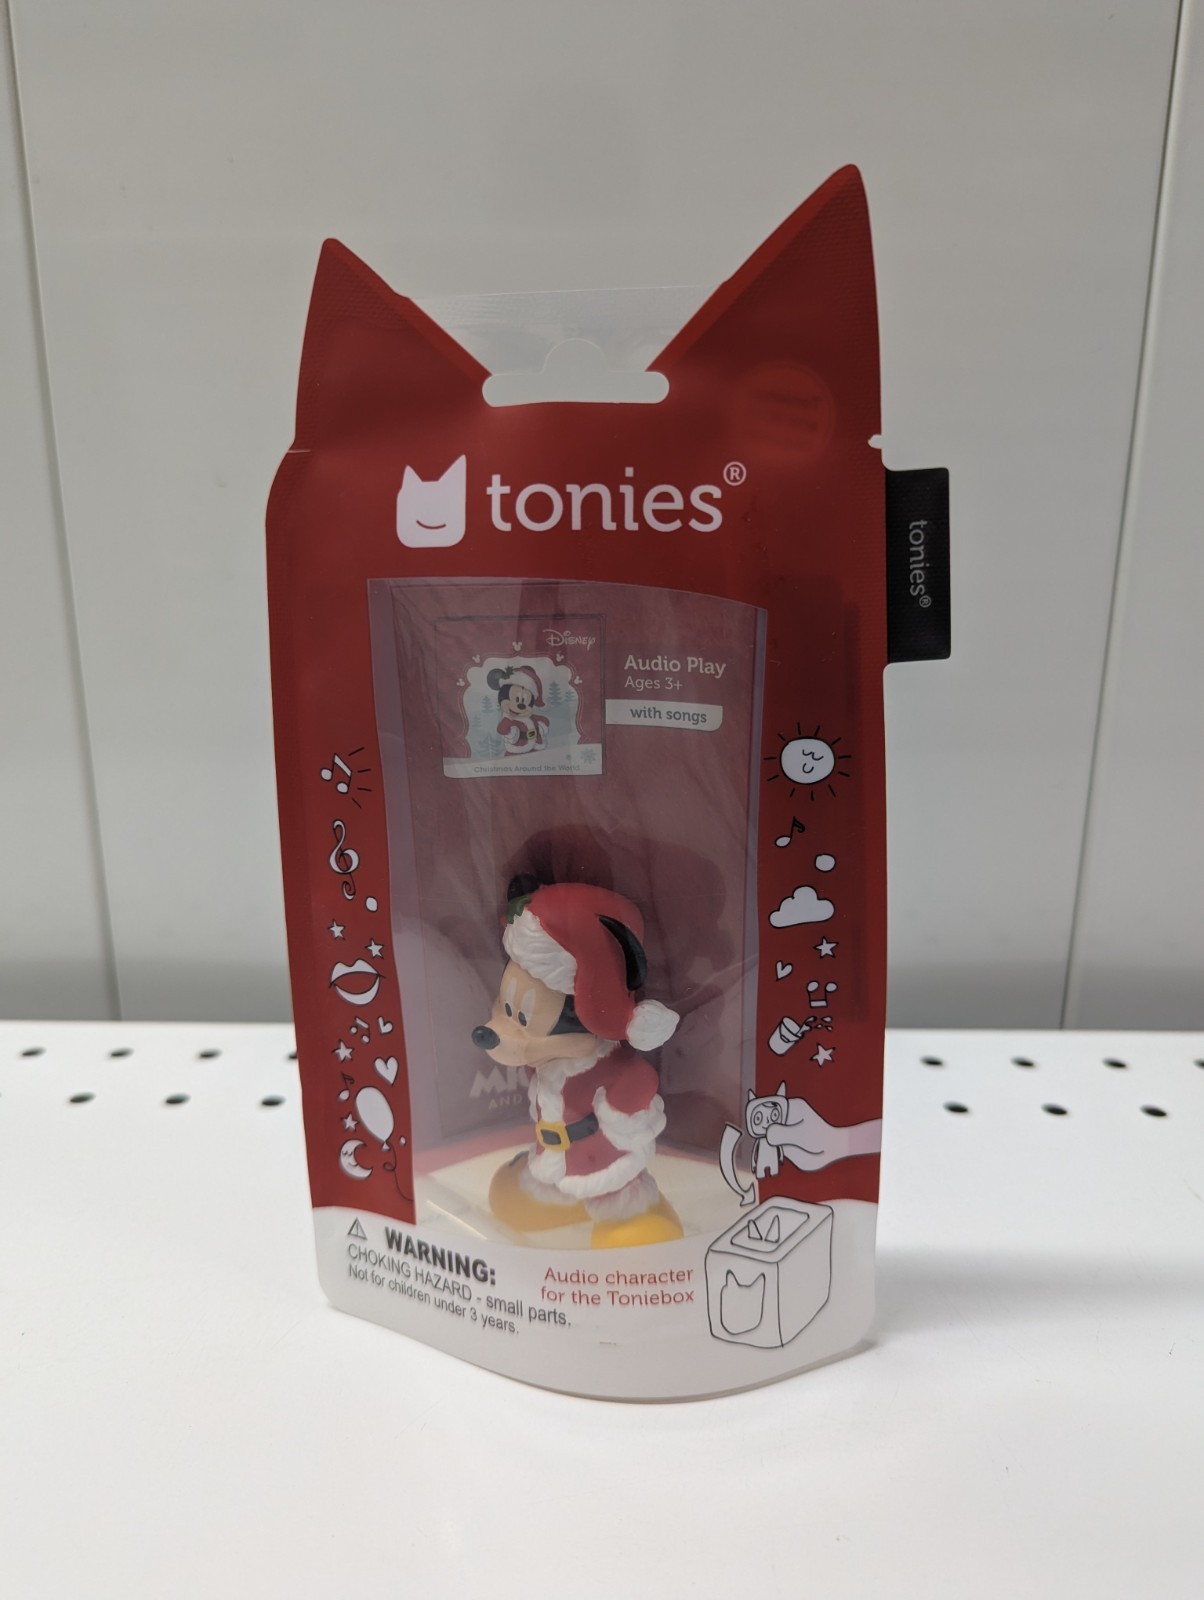 tonies®
tonies®
Disney
Audio Play
Ages 3+
with songs
Christmas Around the World
AND
WARNING:
CHOKING HAZARD - small parts.
Not for children under 3 years.
Audio character
for the Toniebox